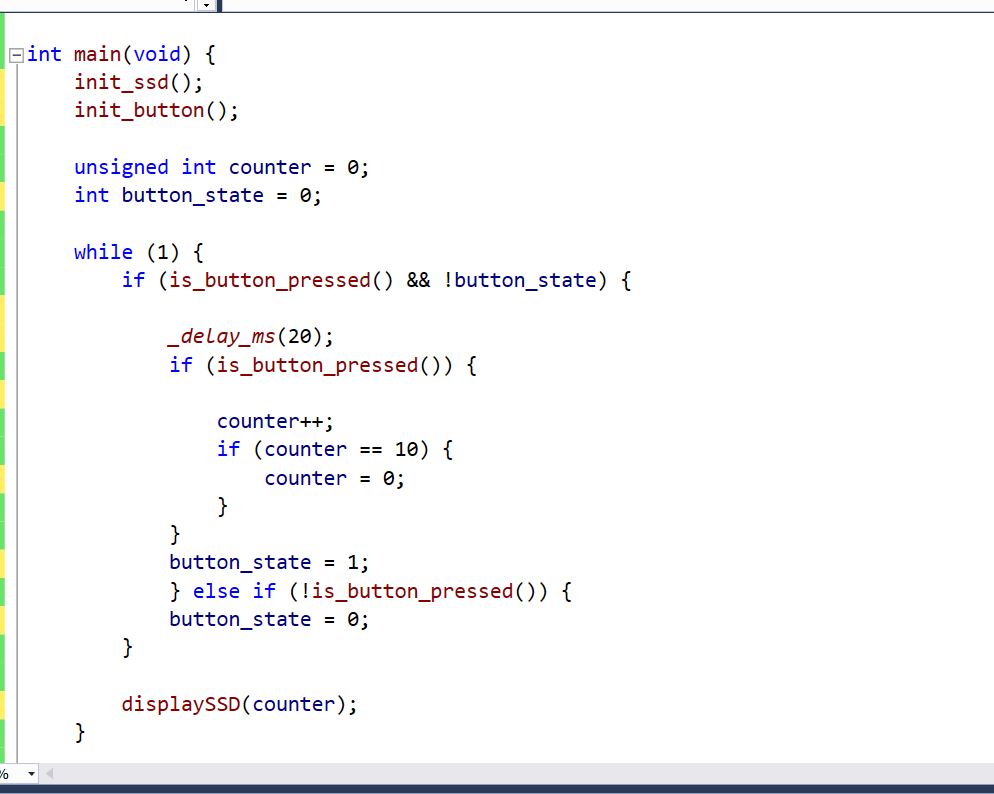 int main(void) {
    init_ssd();
    init_button();

    unsigned int counter = 0;
    int button_state = 0;

    while (1) {
        if (is_button_pressed() && !button_state) {

            _delay_ms(20);
            if (is_button_pressed()) {

                counter++;
                if (counter == 10) {
                    counter = 0;
                }
            }
            button_state = 1;
            } else if (!is_button_pressed()) {
            button_state = 0;
        }

        displaySSD(counter);
    }
%